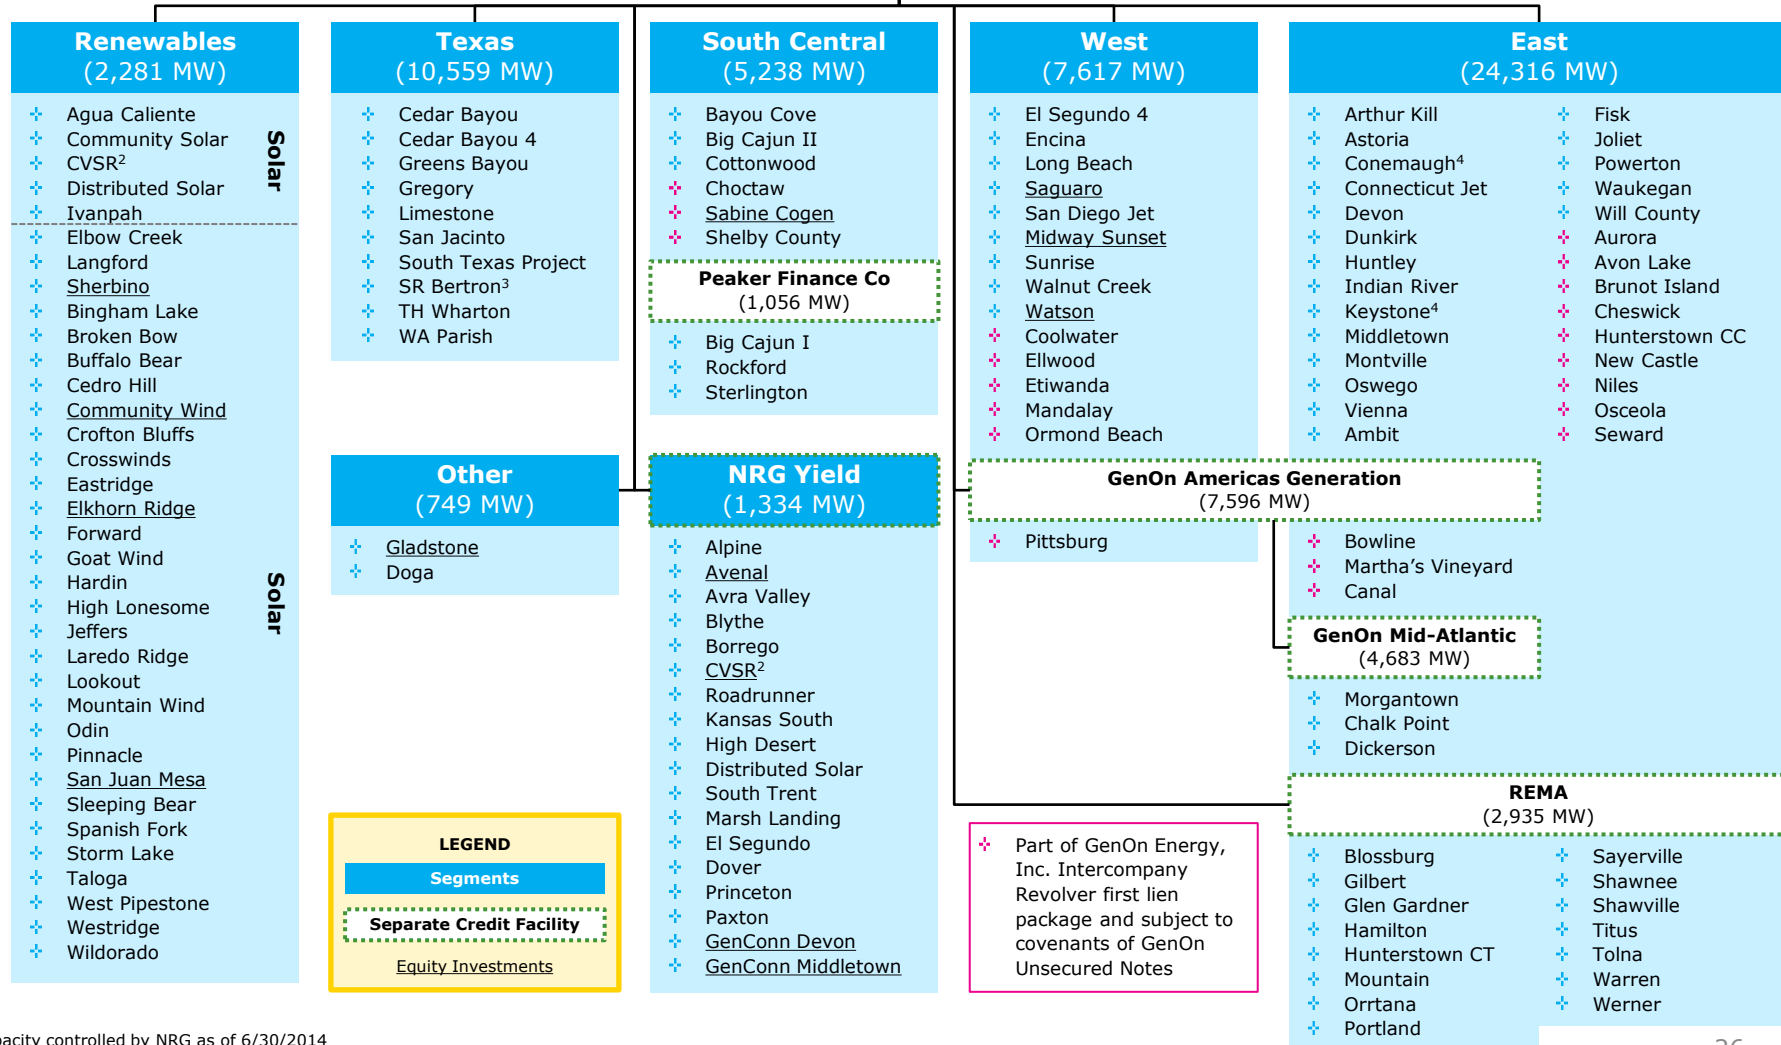 Renewables
(2,281 MW)
Agua Caliente
Community Solar
CVSR2
Distributed Solar
Ivanpah
Solar
Elbow Creek
Langford
Sherbino
Bingham Lake
Broken Bow
Buffalo Bear
Cedro Hill
Community Wind
Crofton Bluffs
Crosswinds
Eastridge
Elkhorn Ridge
Forward
Goat Wind
Hardin
High Lonesome
Jeffers
Laredo Ridge
Lookout
Mountain Wind
Odin
Pinnacle
San Juan Mesa
Sleeping Bear
Spanish Fork
Storm Lake
Taloga
West Pipestone
Westridge
Wildorado
Solar
Texas
(10,559 MW)
Cedar Bayou
Cedar Bayou 4
Greens Bayou
Gregory
Limestone
San Jacinto
South Texas Project
SR Bertron3
TH Wharton
WA Parish
Other
(749 MW)
Gladstone
Doga
LEGEND
Segments
Separate Credit Facility
Equity Investments
South Central
(5,238 MW)
Bayou Cove
Big Cajun II
Cottonwood
Choctaw
Sabine Cogen
Shelby County
Peaker Finance Co
(1,056 MW)
Big Cajun I
Rockford
Sterlington
NRG Yield
(1,334 MW)
Alpine
Avenal
Avra Valley
Blythe
Borrego
CVSR2
Roadrunner
Kansas South
High Desert
Distributed Solar
South Trent
Marsh Landing
El Segundo
Dover
Princeton
Paxton
GenConn Devon
GenConn Middletown
West
(7,617 MW)
El Segundo 4
Encina
Long Beach
Saguaro
San Diego Jet
Midway Sunset
Sunrise
Walnut Creek
Watson
Coolwater
Ellwood
Etiwanda
Mandalay
Ormond Beach
GenOn Americas Generation
(7,596 MW)
Pittsburg
Part of GenOn Energy,
Inc. Intercompany
Revolver first lien
package and subject to
covenants of GenOn
Unsecured Notes
East
(24,316 MW)
Arthur Kill
Astoria
Conemaugh4
Connecticut Jet
Devon
Dunkirk
Huntley
Indian River
Keystone4
Middletown
Montville
Oswego
Vienna
Ambit
Fisk
Joliet
Powerton
Waukegan
Will County
Aurora
Avon Lake
Brunot Island
Cheswick
Hunterstown CC
New Castle
Niles
Osceola
Seward
Bowline
Martha's Vineyard
Canal
GenOn Mid-Atlantic
(4,683 MW)
Morgantown
Chalk Point
Dickerson
REMA
(2,935 MW)
Blossburg
Gilbert
Glen Gardner
Hamilton
Hunterstown CT
Mountain
Orrtana
Portland
Sayerville
Shawnee
Shawville
Titus
Tolna
Warren
Werner
controlled by NRG as of 6/30/2014